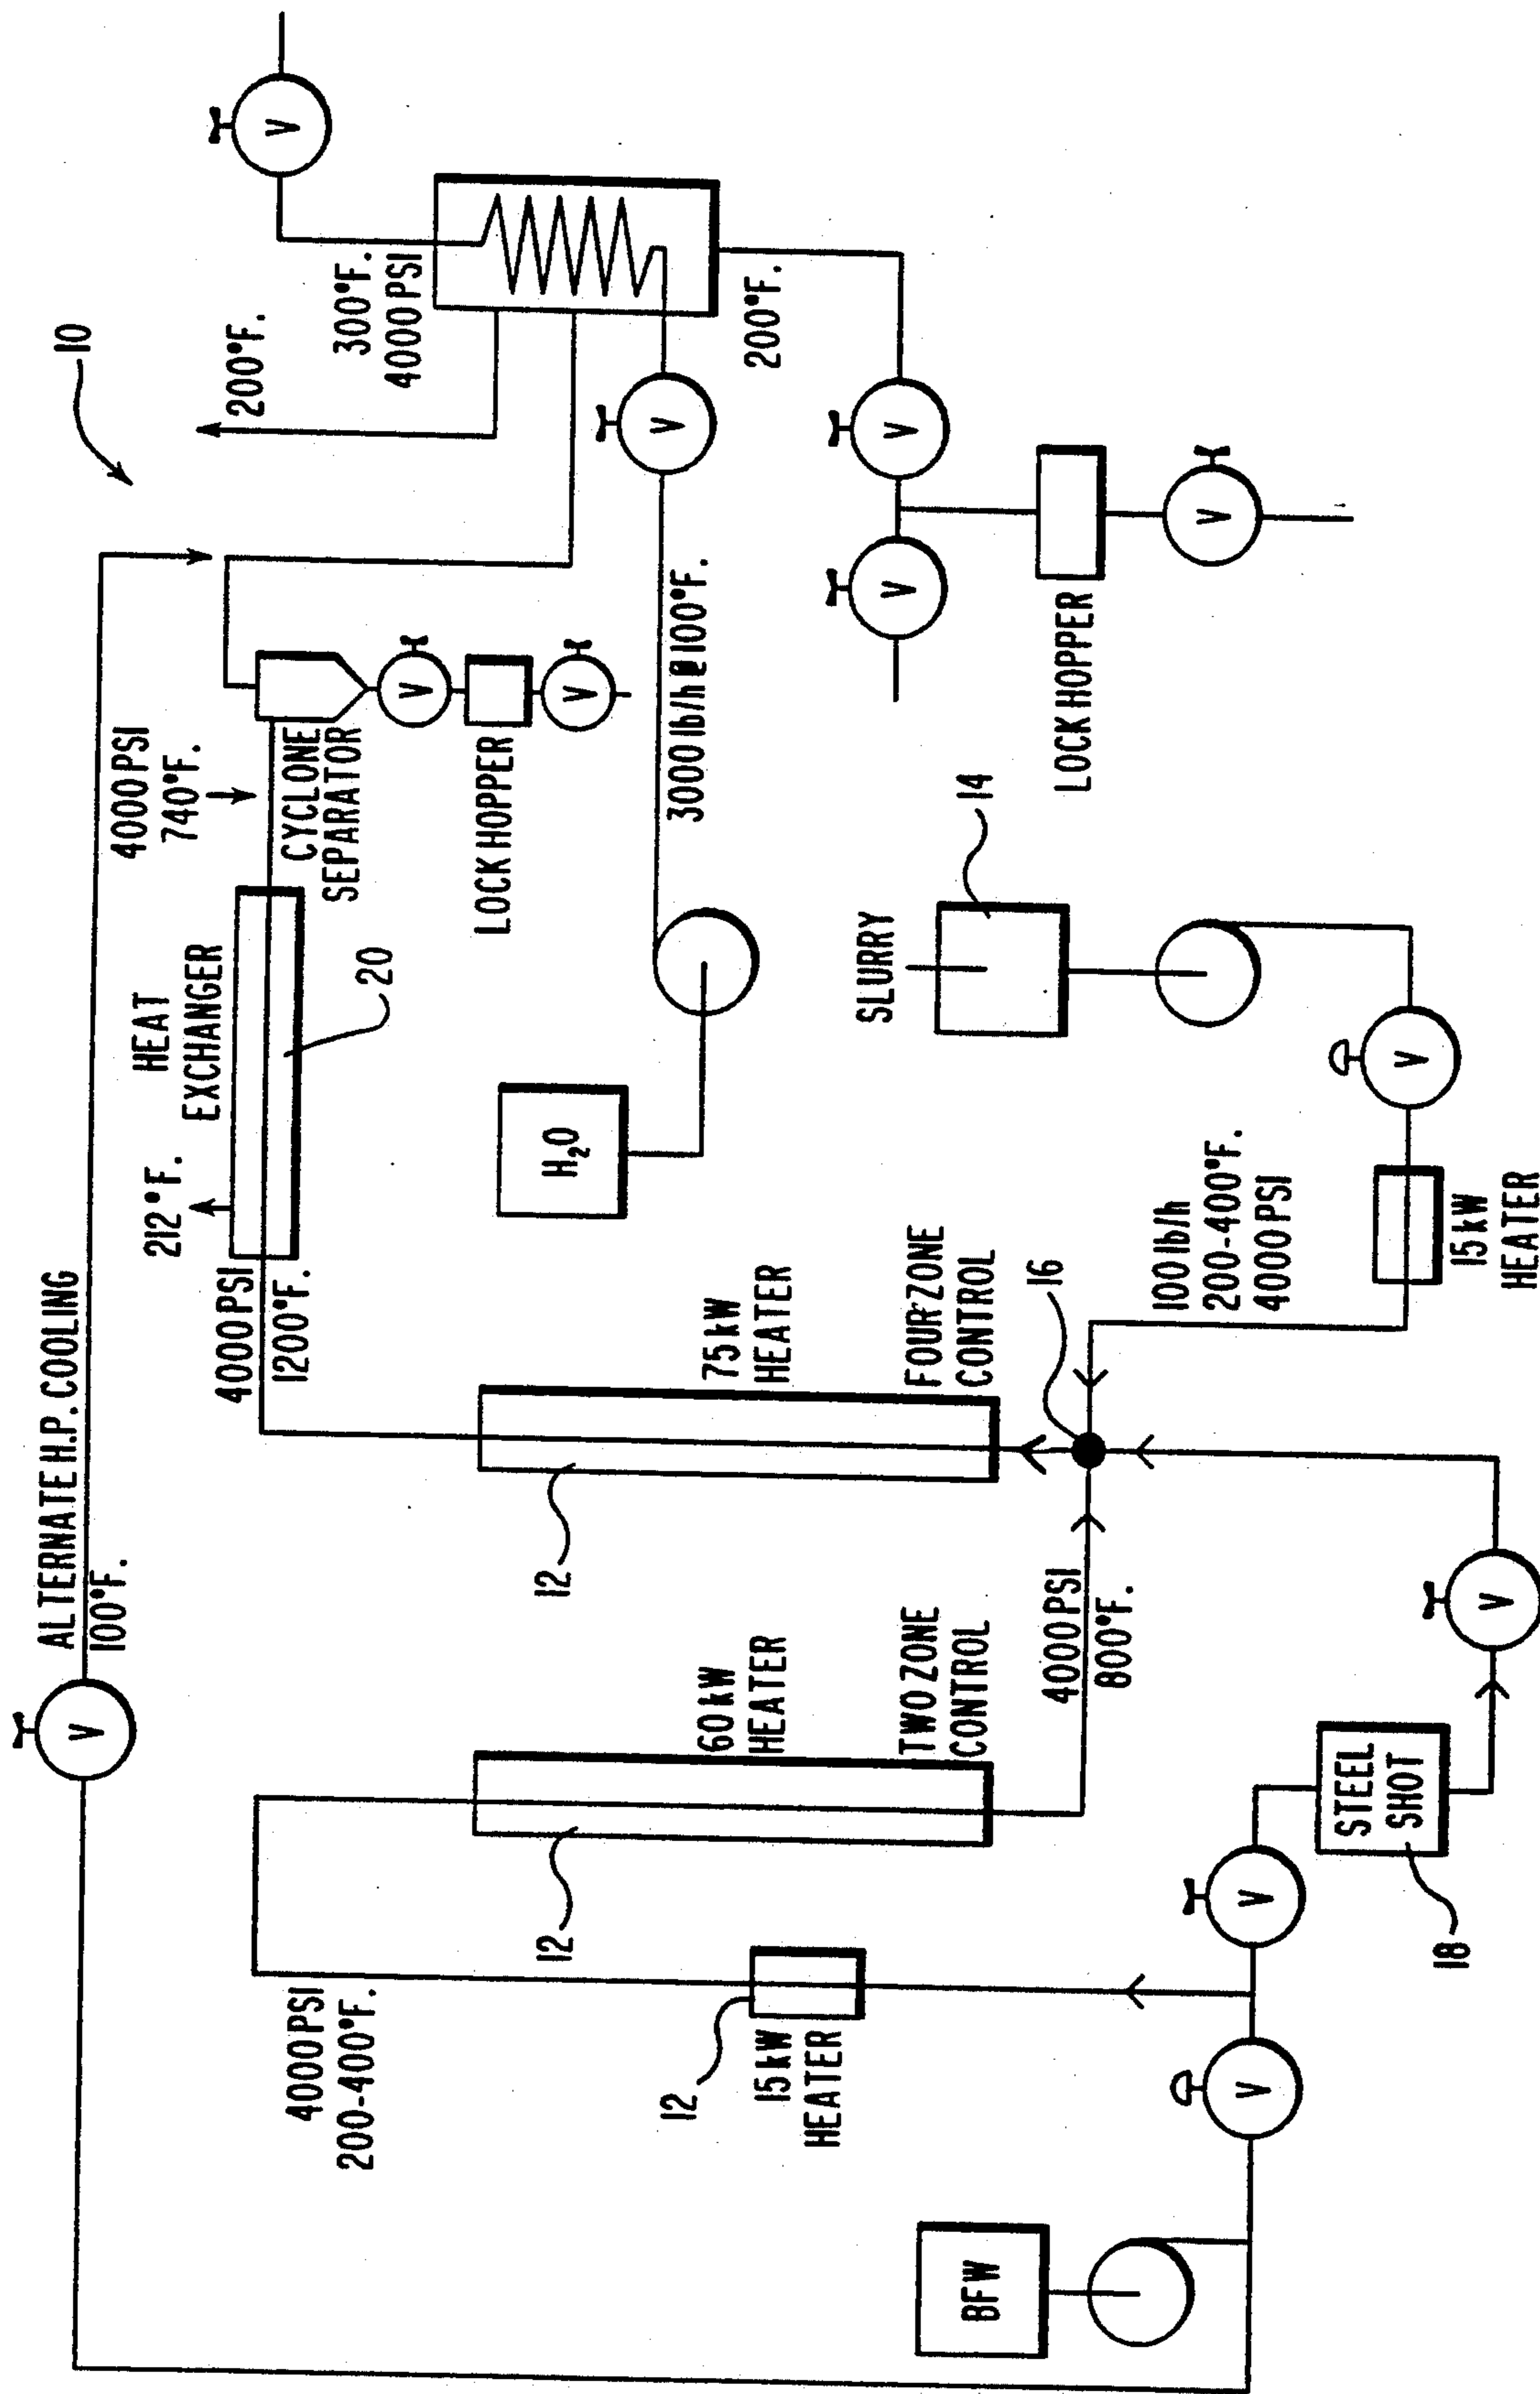 ALTERNATE H.P. COOLING
100°F.
V
10
4000 PSI
200-400°F.
4000 PSI
1200°F.
212°F.
HEAT
EXCHANGER
20
4000 PSI
740°F.
CYCLONE
SEPARATOR
V
LOCK HOPPER
V
200°F.
300°F.
4000 PSI
V
V
3000 lb/h @ 100°F.
200°F.
H₂O
12
15 kW
HEATER
12
60 kW
HEATER
TWO ZONE
CONTROL
12
75 kW
HEATER
FOUR ZONE
CONTROL
16
SLURRY
14
V
V
LOCK HOPPER
V
BFW
V
V
4000 PSI
800°F.
100 lb/h
200-400°F.
4000 PSI
V
15 kW
HEATER
STEEL
SHOT
18
V